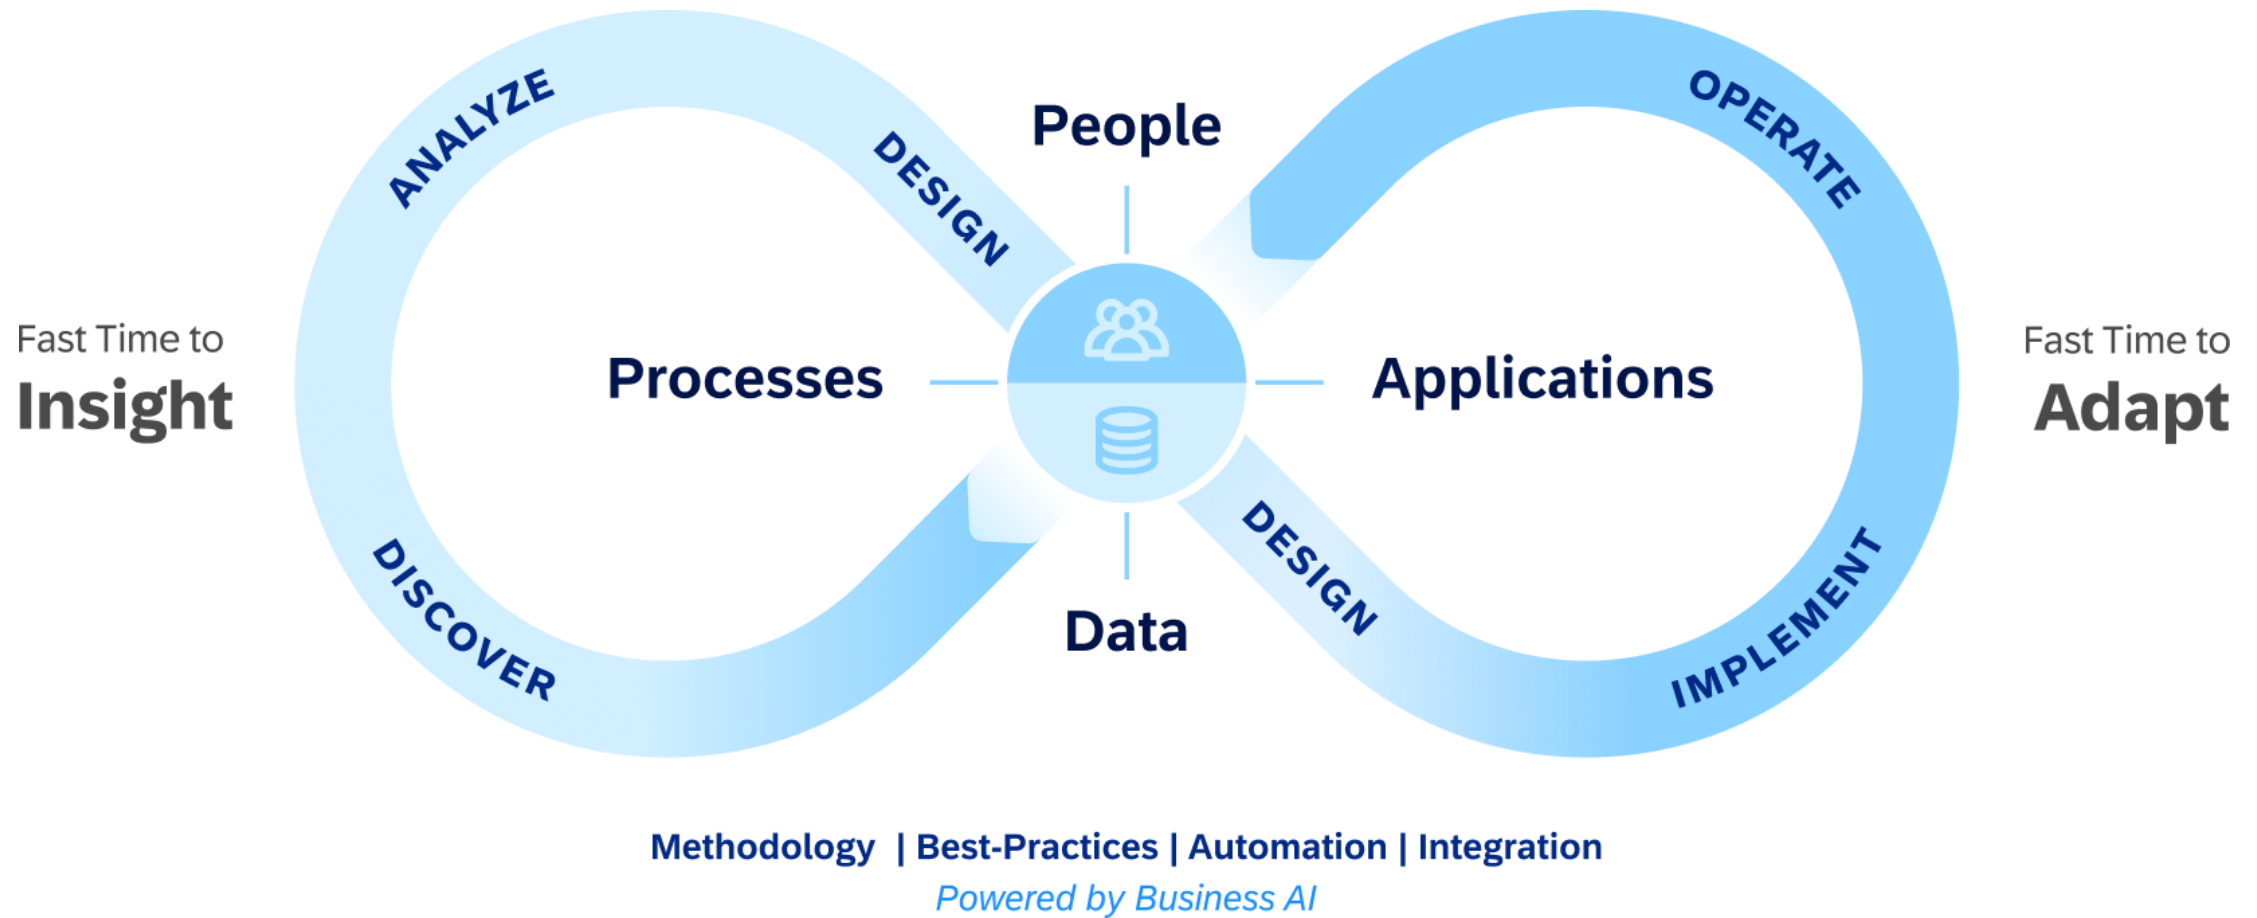 ANALYZE
DESIGN
People
OPERATE
Fast Time to
Insight
Processes
Applications
Fast Time to
Adapt
DISCOVER
Data
DESIGN
IMPLEMENT
Methodology | Best-Practices | Automation | Integration
Powered by Business AI